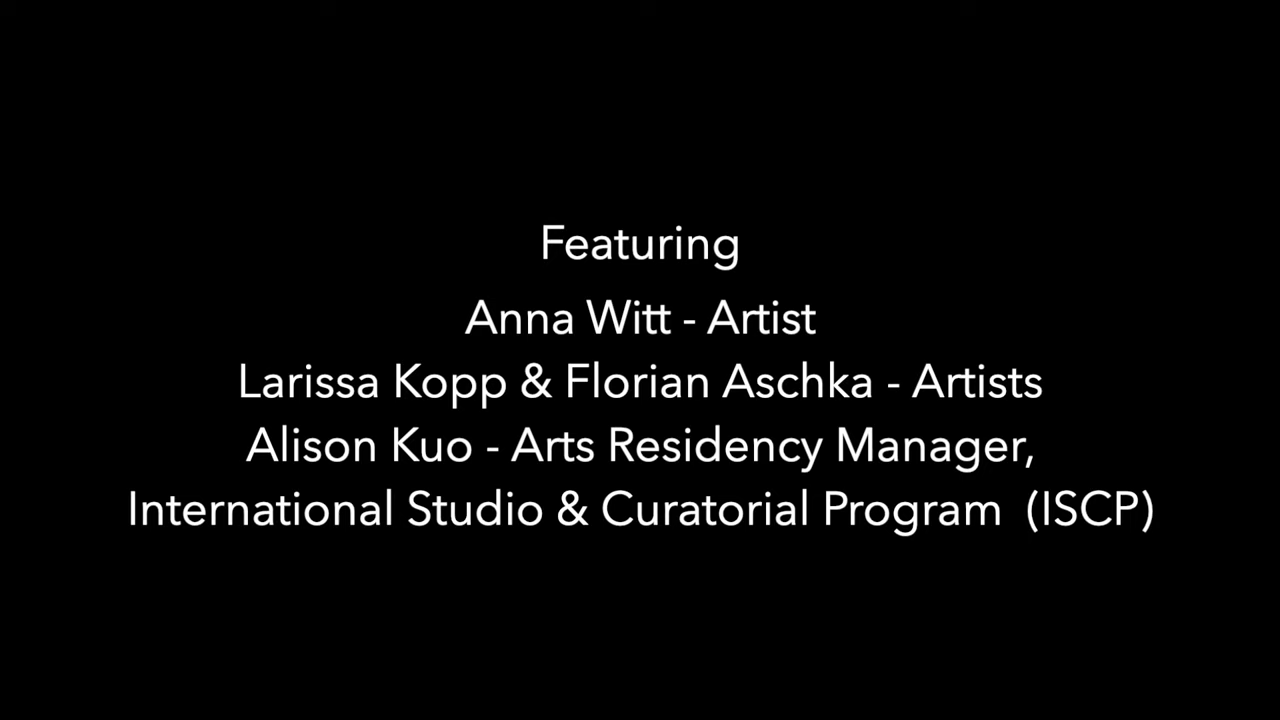 Featuring
Anna Witt - Artist
Larissa Kopp & Florian Aschka - Artists
Alison Kuo - Arts Residency Manager,
International Studio & Curatorial Program  (ISCP)